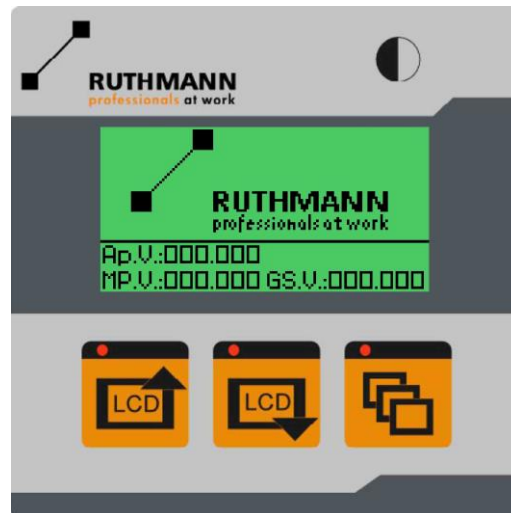 RUTHMANN
professionals at work
RUTHMANN
professionals at work
Ap.V.:000.000
MP.V.:000.000 GS.V.:000.000
LCD
LCD